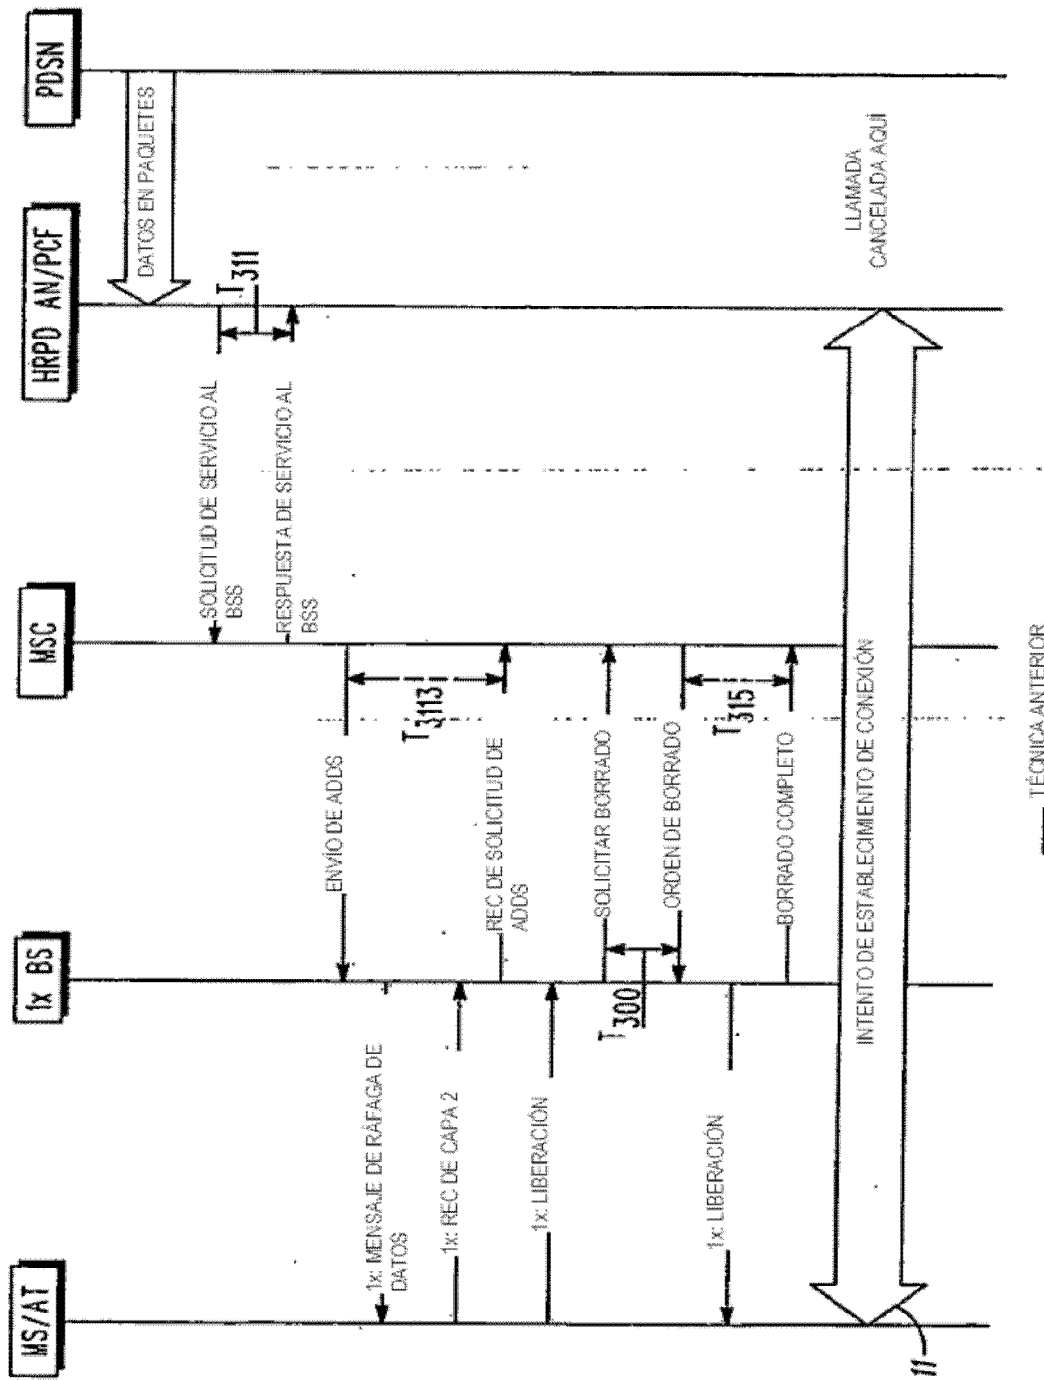 MS/AT
1x BS
MSC
HRPD AN/PCF
PDSN
DATOS EN PAQUETES
SOLICITUD DE SERVICIO AL
BSS
T311
RESPUESTA DE SERVICIO AL
BSS
ENVÍO DE ADDS
1x: MENSAJE DE RÁFAGA DE
DATOS
T3113
1x: REC DE CAPA 2
REC DE SOLICITUD DE
ADDS
1x: LIBERACIÓN
SOLICITAR BORRADO
T300
ORDEN DE BORRADO
1x: LIBERACIÓN
T315
BORRADO COMPLETO
INTENTO DE ESTABLECIMIENTO DE CONEXIÓN
LLAMADA
CANCELADA AQUÍ
11
TÉCNICA ANTERIOR